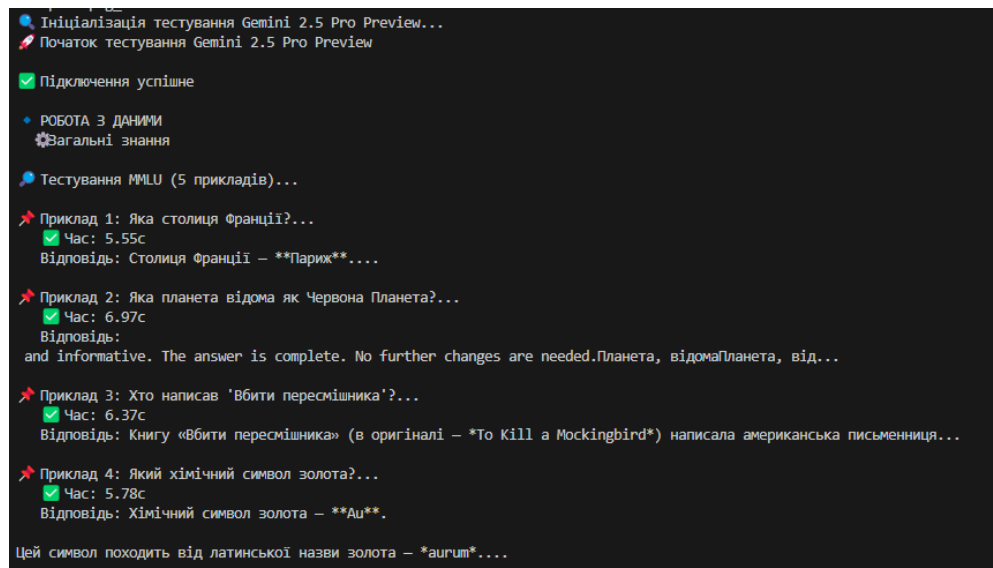 🔍 Ініціалізація тестування Gemini 2.5 Pro Preview...
🚀 Початок тестування Gemini 2.5 Pro Preview
✅ Підключення успішне
🔹 РОБОТА З ДАНИМИ
⚙️Загальні знання
🔎 Тестування MMLU (5 прикладів)...
📌 Приклад 1: Яка столиця Франції?...
✅ Час: 5.55с
Відповідь: Столиця Франції — **Париж**....
📌 Приклад 2: Яка планета відома як Червона Планета?...
✅ Час: 6.97с
Відповідь:
and informative. The answer is complete. No further changes are needed.Планета, відомаПланета, від...
📌 Приклад 3: Хто написав 'Вбити пересмішника'?...
✅ Час: 6.37с
Відповідь: Книгу «Вбити пересмішника» (в оригіналі — *To Kill a Mockingbird*) написала американська письменниця...
📌 Приклад 4: Який хімічний символ золота?...
✅ Час: 5.78с
Відповідь: Хімічний символ золота — **Au**.
Цей символ походить від латинської назви золота — *aurum*....